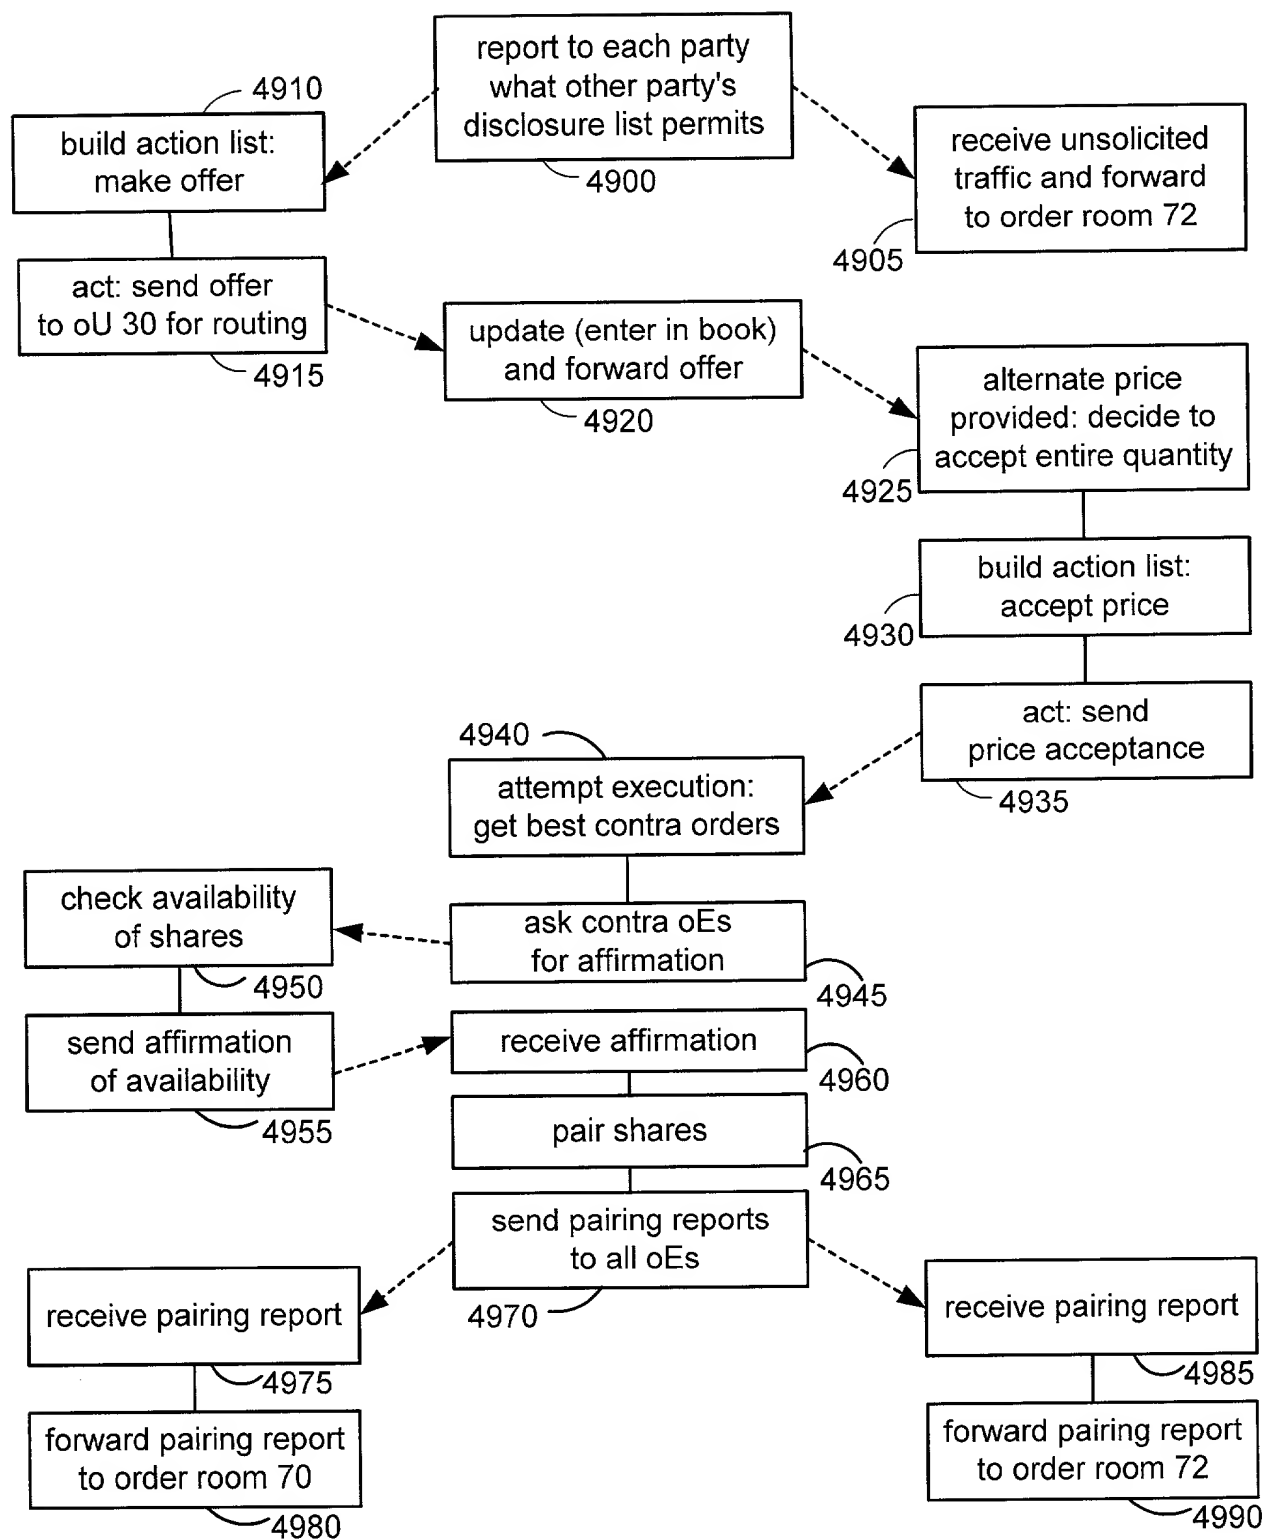 report to each party
what other party's
disclosure list permits
4900
4910
build action list:
make offer
receive unsolicited
traffic and forward
to order room 72
4905
act: send offer
to oU 30 for routing
4915
update (enter in book)
and forward offer
4920
alternate price
provided: decide to
accept entire quantity
4925
build action list:
accept price
4930
act: send
price acceptance
4935
4940
attempt execution:
get best contra orders
ask contra oEs
for affirmation
4945
check availability
of shares
4950
send affirmation
of availability
4955
receive affirmation
4960
pair shares
4965
send pairing reports
to all oEs
4970
receive pairing report
4975
forward pairing report
to order room 70
4980
receive pairing report
4985
forward pairing report
to order room 72
4990